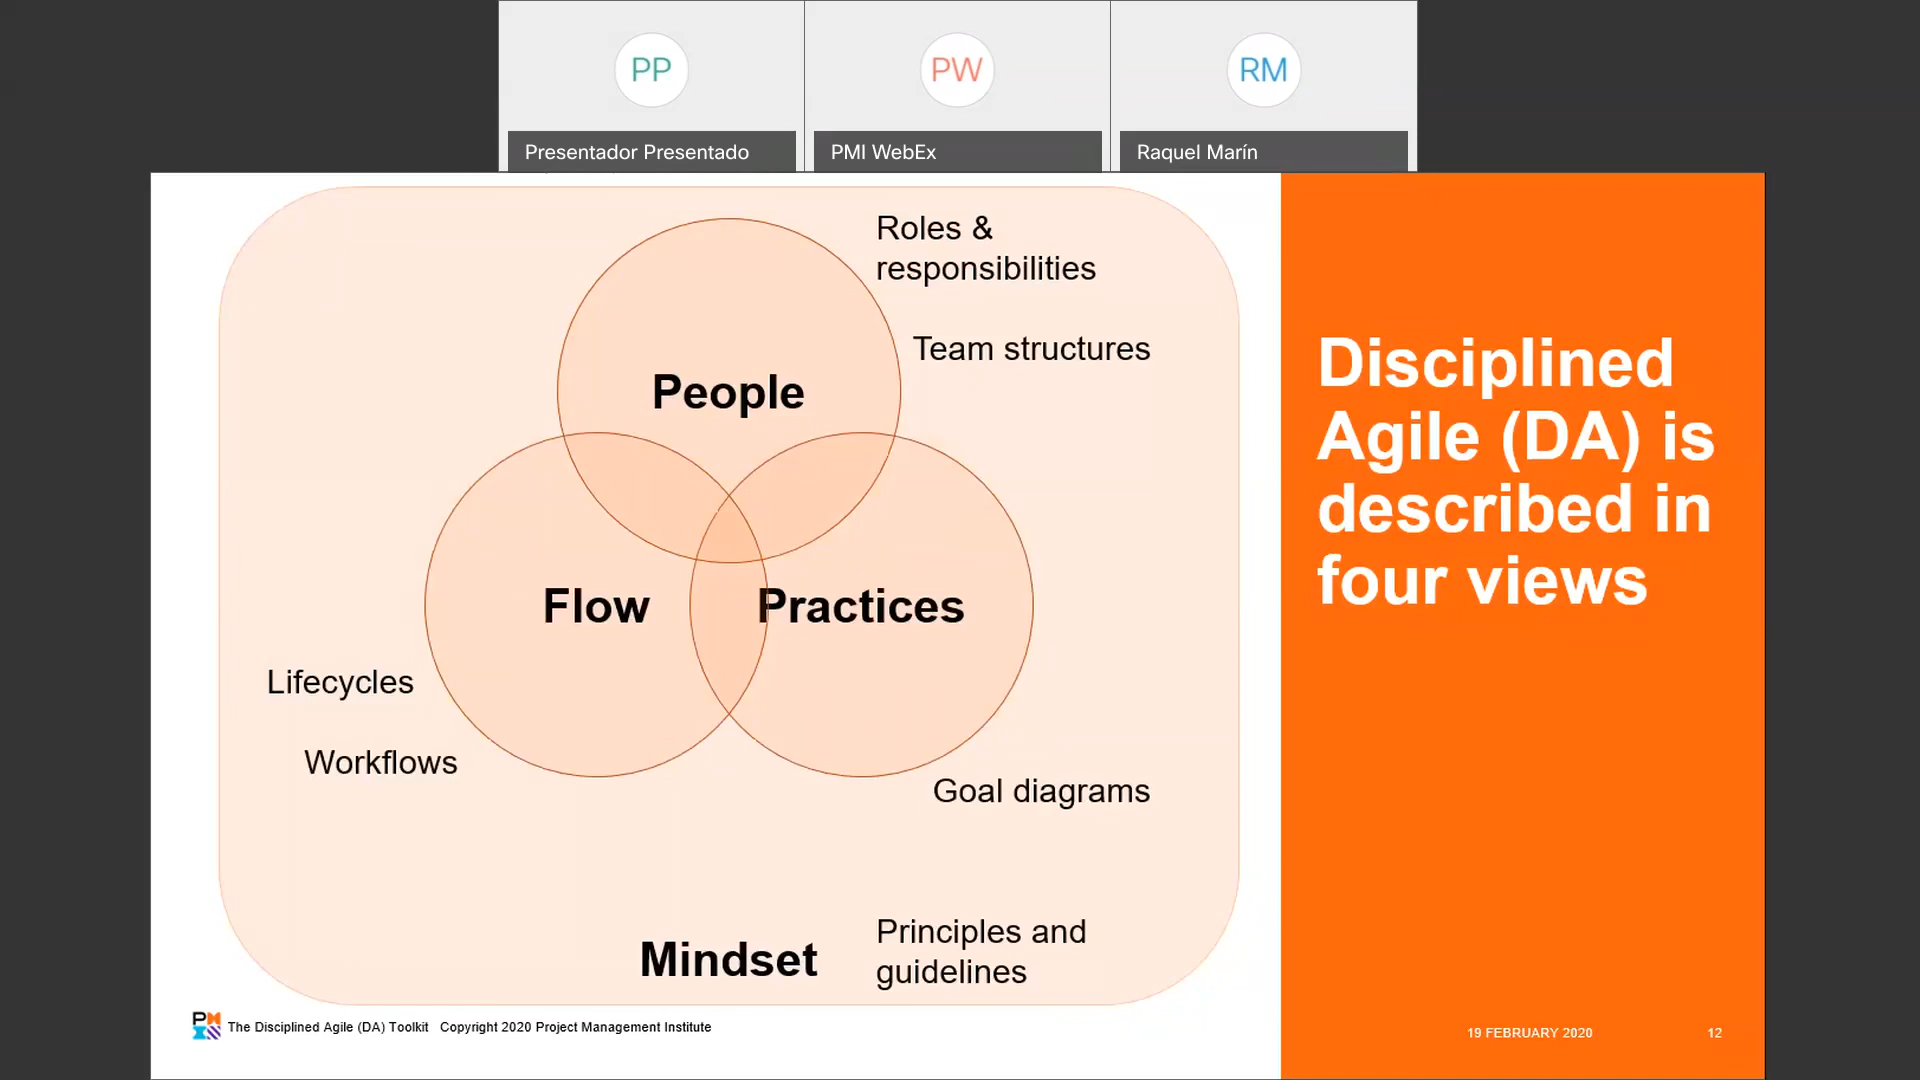 PP
PW
RM
Presentador Presentado
PMI WebEx
Raquel Marín
Roles &
responsibilities
Team structures
People
Flow
Practices
Lifecycles
Workflows
Goal diagrams
Mindset
Principles and
guidelines
Disciplined
Agile (DA) is
described in
four views
The Disciplined Agile (DA) Toolkit Copyright 2020 Project Management Institute
19 FEBRUARY 2020
12